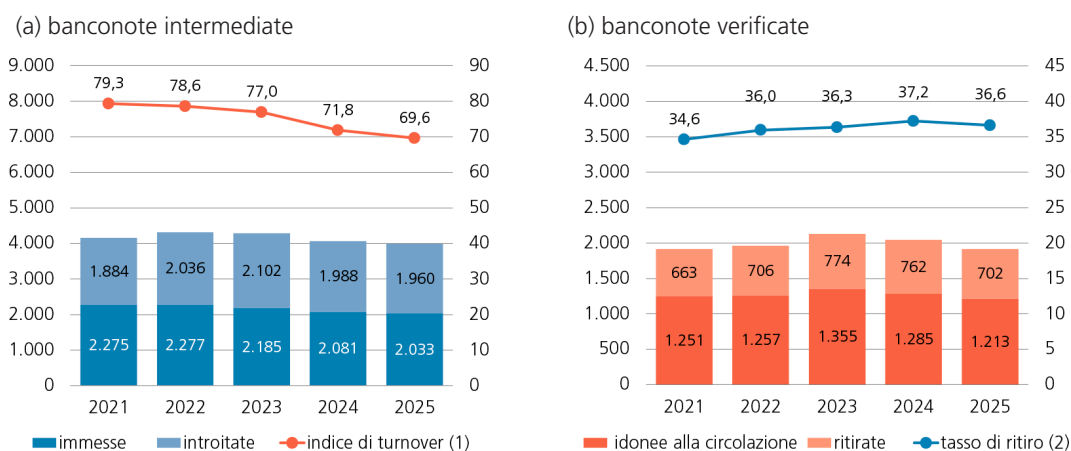 (a) banconote intermediate
9.000 90
79,3 78,6 77,0 71,8 69,6
8.000 80
7.000 70
6.000 60
5.000 50
4.000 40
1.884 2.036 2.102 1.988 1.960
3.000 30
2.000 20
2.275 2.277 2.185 2.081 2.033
1.000 10
0 0
2021 2022 2023 2024 2025
immesse introitate indice di turnover (1)
(b) banconote verificate
4.500 45
34,6 36,0 36,3 37,2 36,6
4.000 40
3.500 35
3.000 30
2.500 25
2.000 20
663 706 774 762 702
1.500 15
1.000 10
1.251 1.257 1.355 1.285 1.213
500 5
0 0
2021 2022 2023 2024 2025
idonee alla circolazione ritirate tasso di ritiro (2)